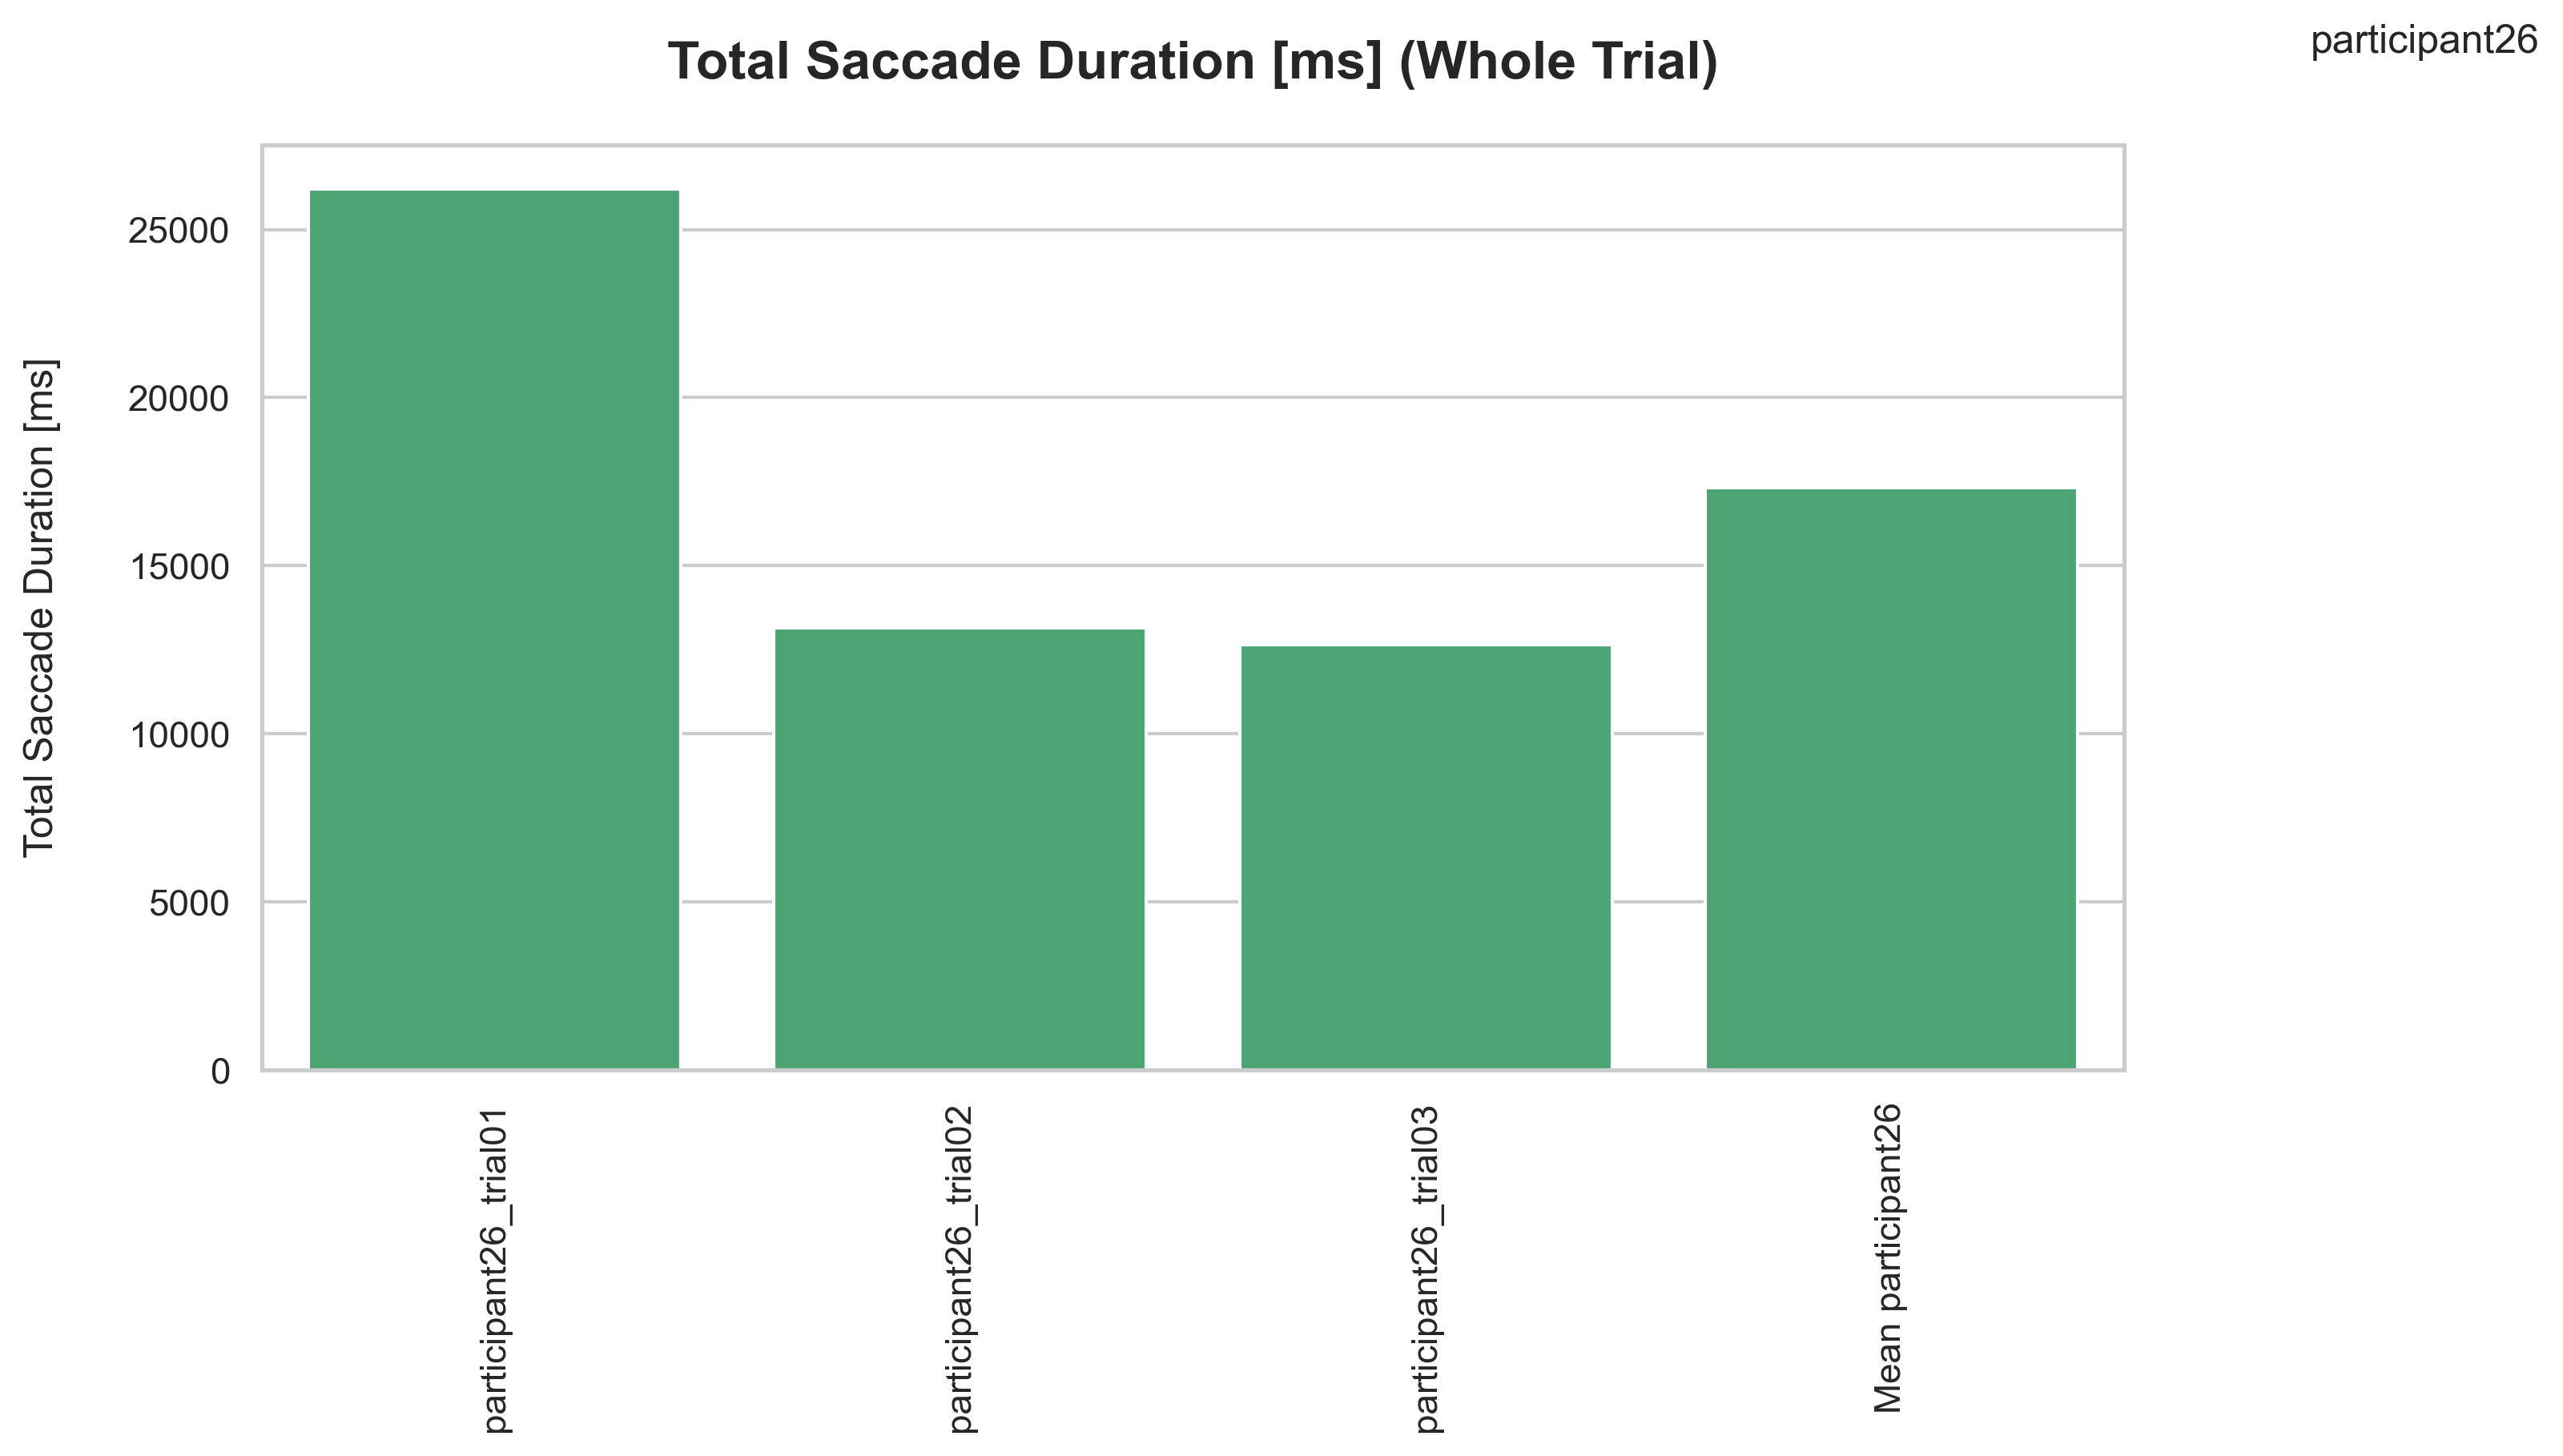 participant26
Total Saccade Duration [ms] (Whole Trial)
Total Saccade Duration [ms]
25000
20000
15000
10000
5000
0
participant26_trial01
participant26_trial02
participant26_trial03
Mean participant26